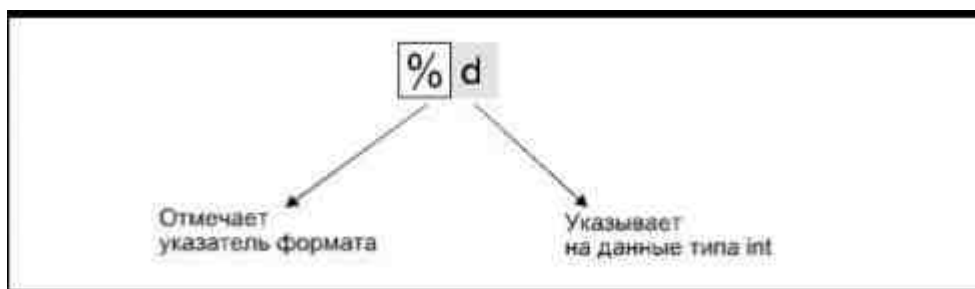 % d
Отмечает
указатель формата
Указывает
на данные типа int